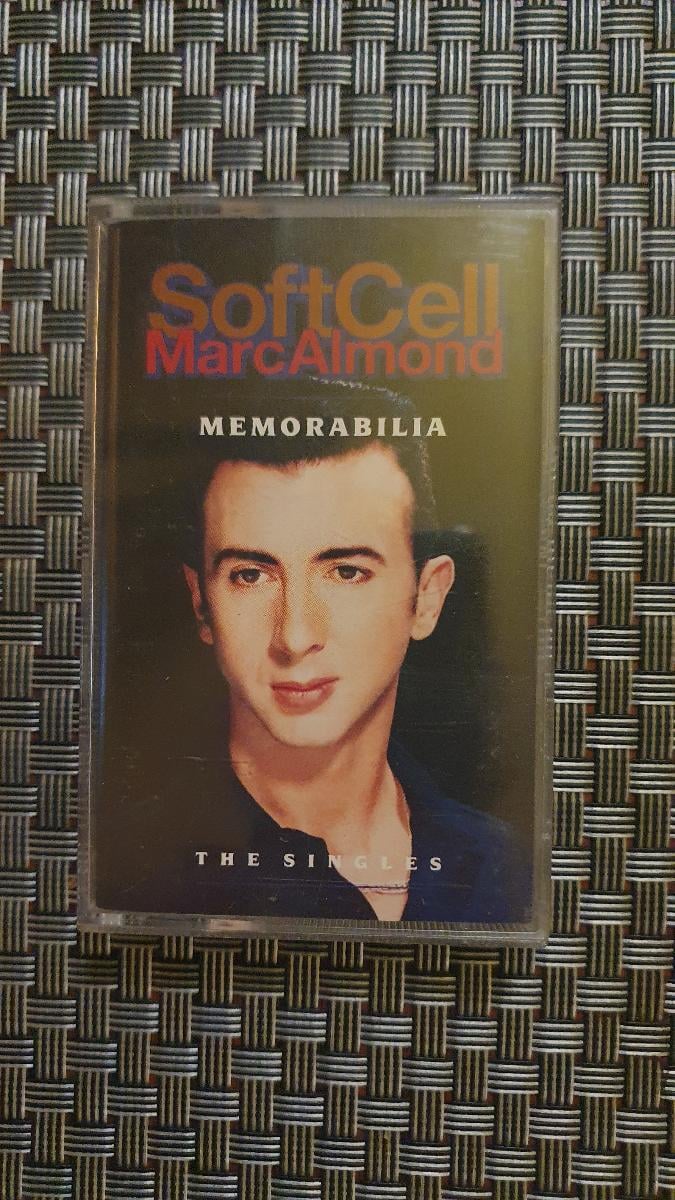 SoftCell
MarcAlmond
MEMORABILIA
THE SINGLES